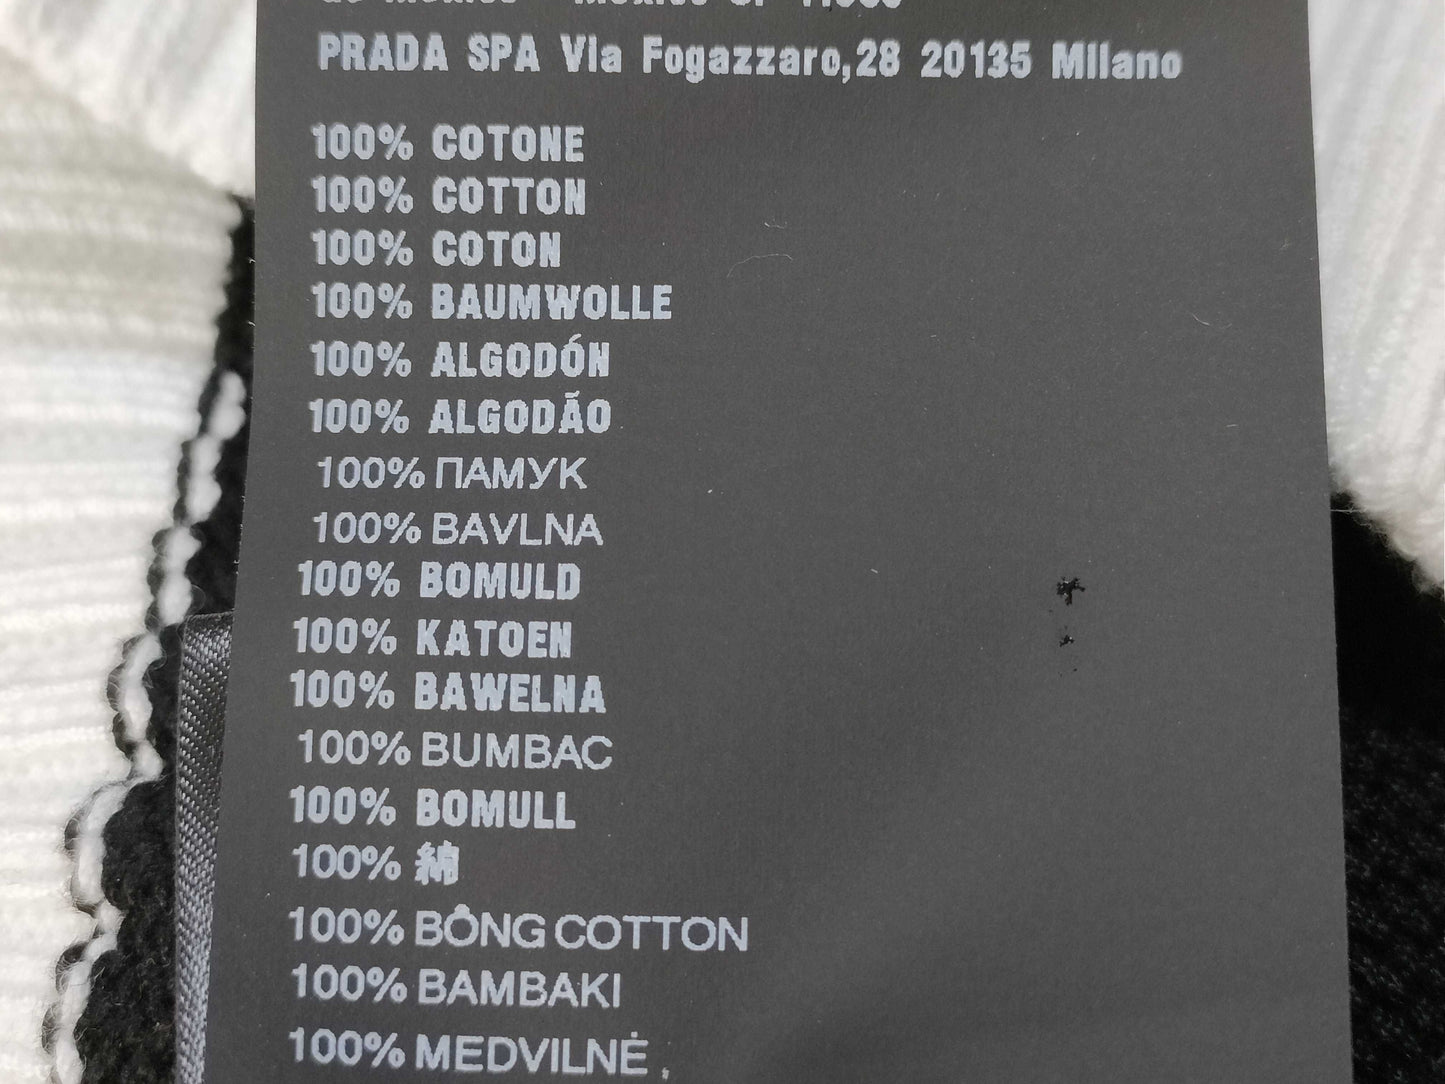 PRADA SPA Via Fogazzaro,28 20135 Milano
100% COTONE
100% COTTON
100% COTON
100% BAUMWOLLE
100% ALGODÓN
100% ALGODÃO
100% ПАМУК
100% BAVLNA
100% BOMULD
100% KATOEN
100% BAWELNA
100% BUMBAC
100% BOMULL
100% 綿
100% BÔNG COTTON
100% BAMBAKI
100% MEDVILNĖ